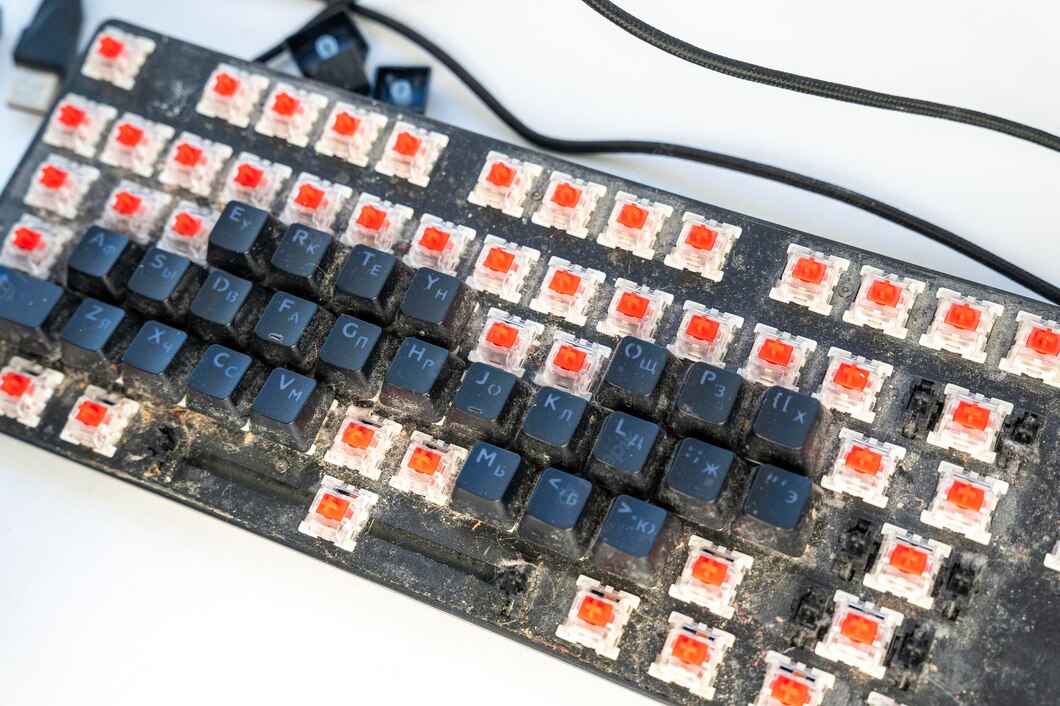 EУ RК TЕ YН OЩ PЗ {[Х
AФ SЫ DВ FА GП HР JО KЛ LД :;Ж "'Э
ZЯ XЧ CС VМ MЬ <,Б >.Ю